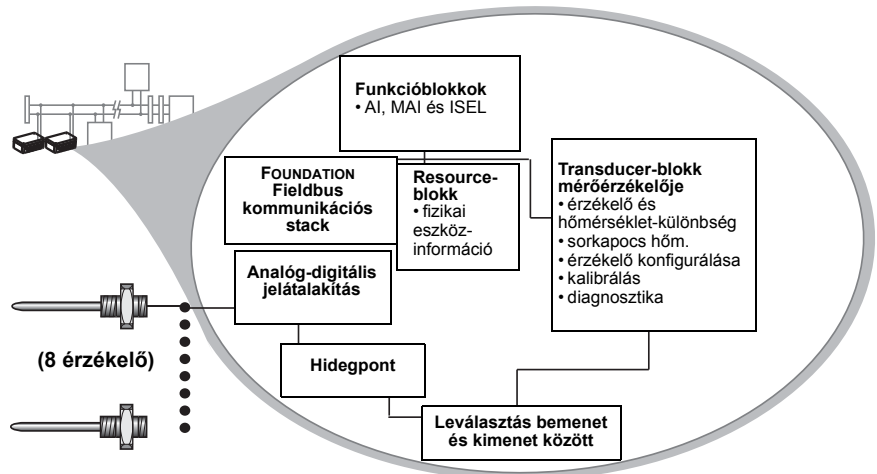 Funkcióblokkok
• AI, MAI és ISEL
FOUNDATION
Fieldbus
kommunikációs
stack
Resource-
blokk
• fizikai
eszköz-
információ
Transducer-blokk
mérőérzékelője
• érzékelő és
hőmérséklet-különbség
• sorkapocs hőm.
• érzékelő konfigurálása
• kalibrálás
• diagnosztika
Analóg-digitális
jelátalakítás
(8 érzékelő)
Hidegpont
Leválasztás bemenet
és kimenet között